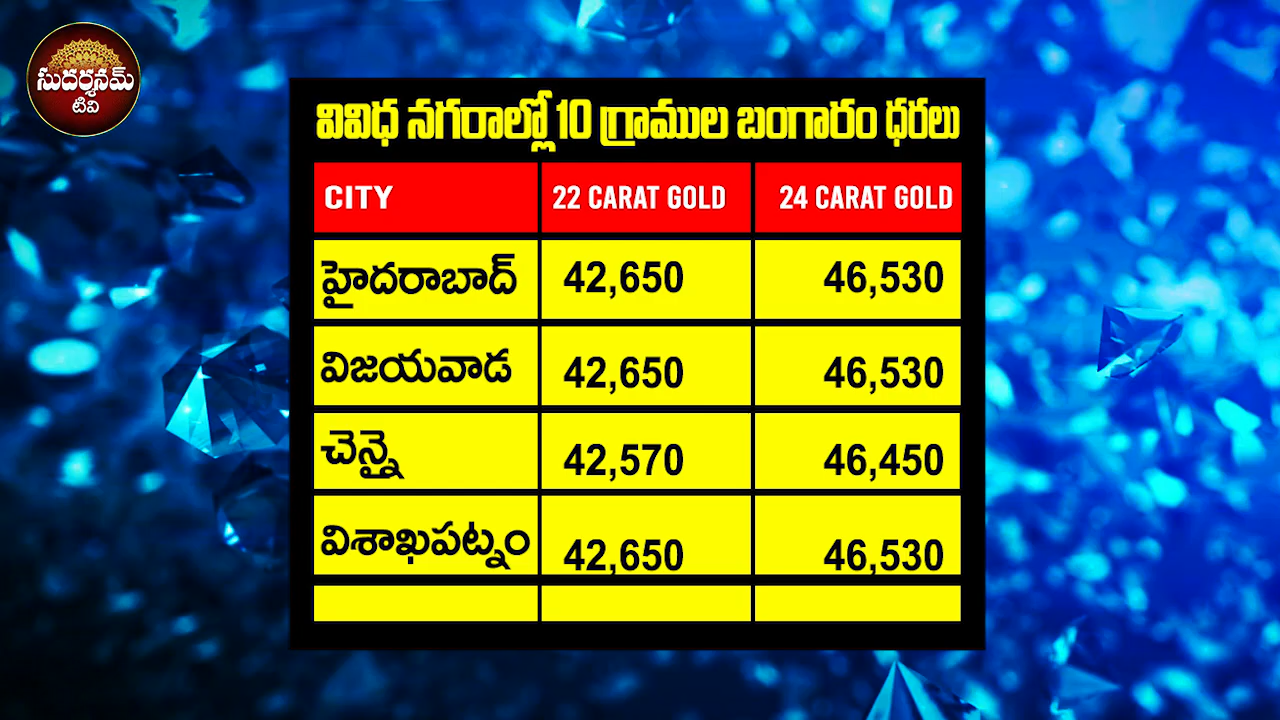 సుదర్శనమ్
టివి
వివిధ నగరాల్లో 10 గ్రాముల బంగారం ధరలు
CITY 22 CARAT GOLD 24 CARAT GOLD
హైదరాబాద్ 42,650 46,530
విజయవాడ 42,650 46,530
చెన్నై 42,570 46,450
విశాఖపట్నం 42,650 46,530